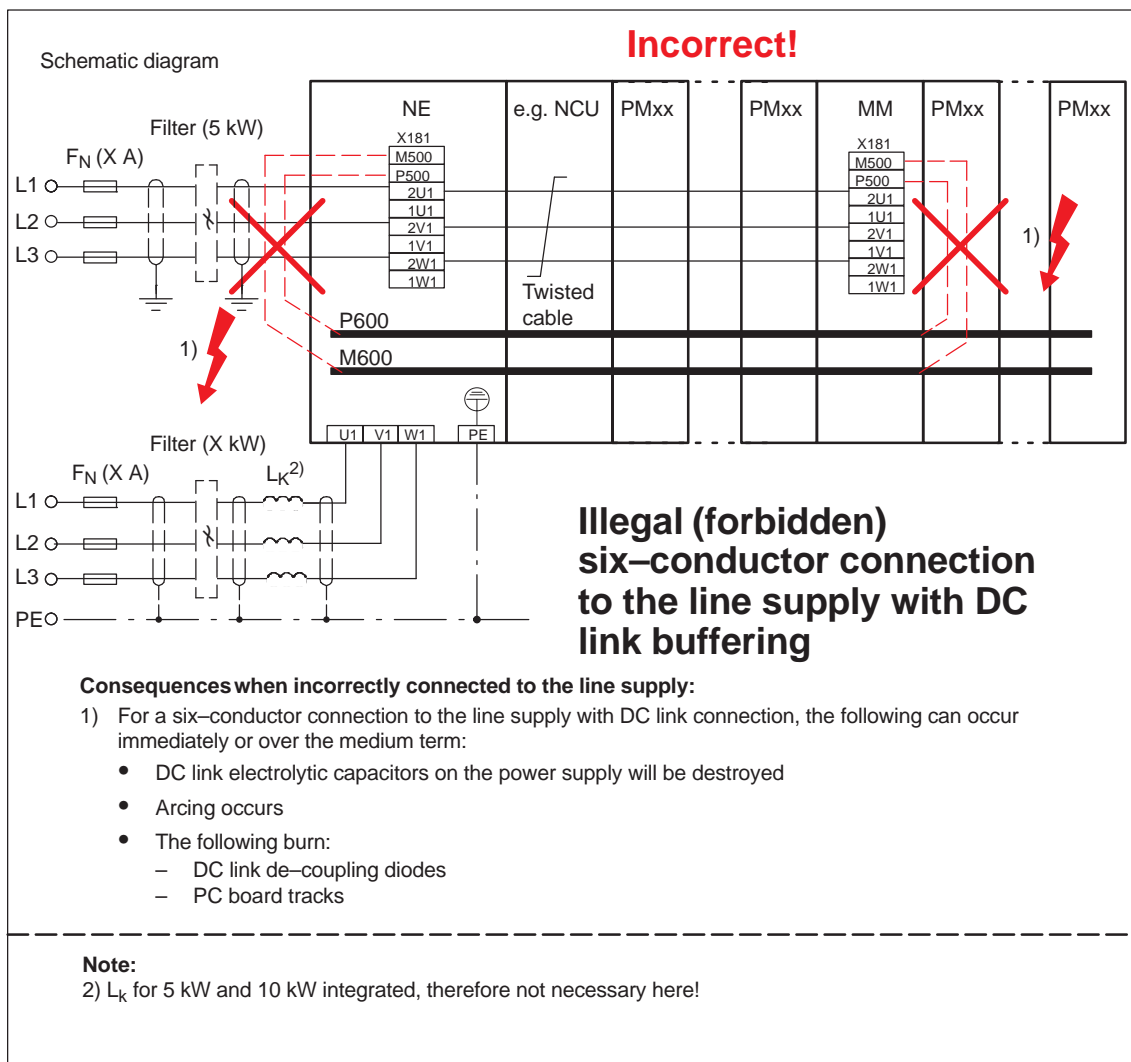 Incorrect!
Schematic diagram
NE
e.g. NCU
PMxx
PMxx
MM
PMxx
PMxx
Filter (5 kW)
FN (X A)
L1
L2
L3
X181
M500
P500
2U1
1U1
2V1
1V1
2W1
1W1
X181
M500
P500
2U1
1U1
2V1
1V1
2W1
1W1
1)
Twisted
cable
P600
M600
1)
U1 V1 W1 PE
Filter (X kW)
FN (X A)
LK2)
L1
L2
L3
PE
Illegal (forbidden)
six–conductor connection
to the line supply with DC
link buffering
Consequences when incorrectly connected to the line supply:
1) For a six–conductor connection to the line supply with DC link connection, the following can occur
immediately or over the medium term:
• DC link electrolytic capacitors on the power supply will be destroyed
• Arcing occurs
• The following burn:
– DC link de–coupling diodes
– PC board tracks
Note:
2) Lk for 5 kW and 10 kW integrated, therefore not necessary here!